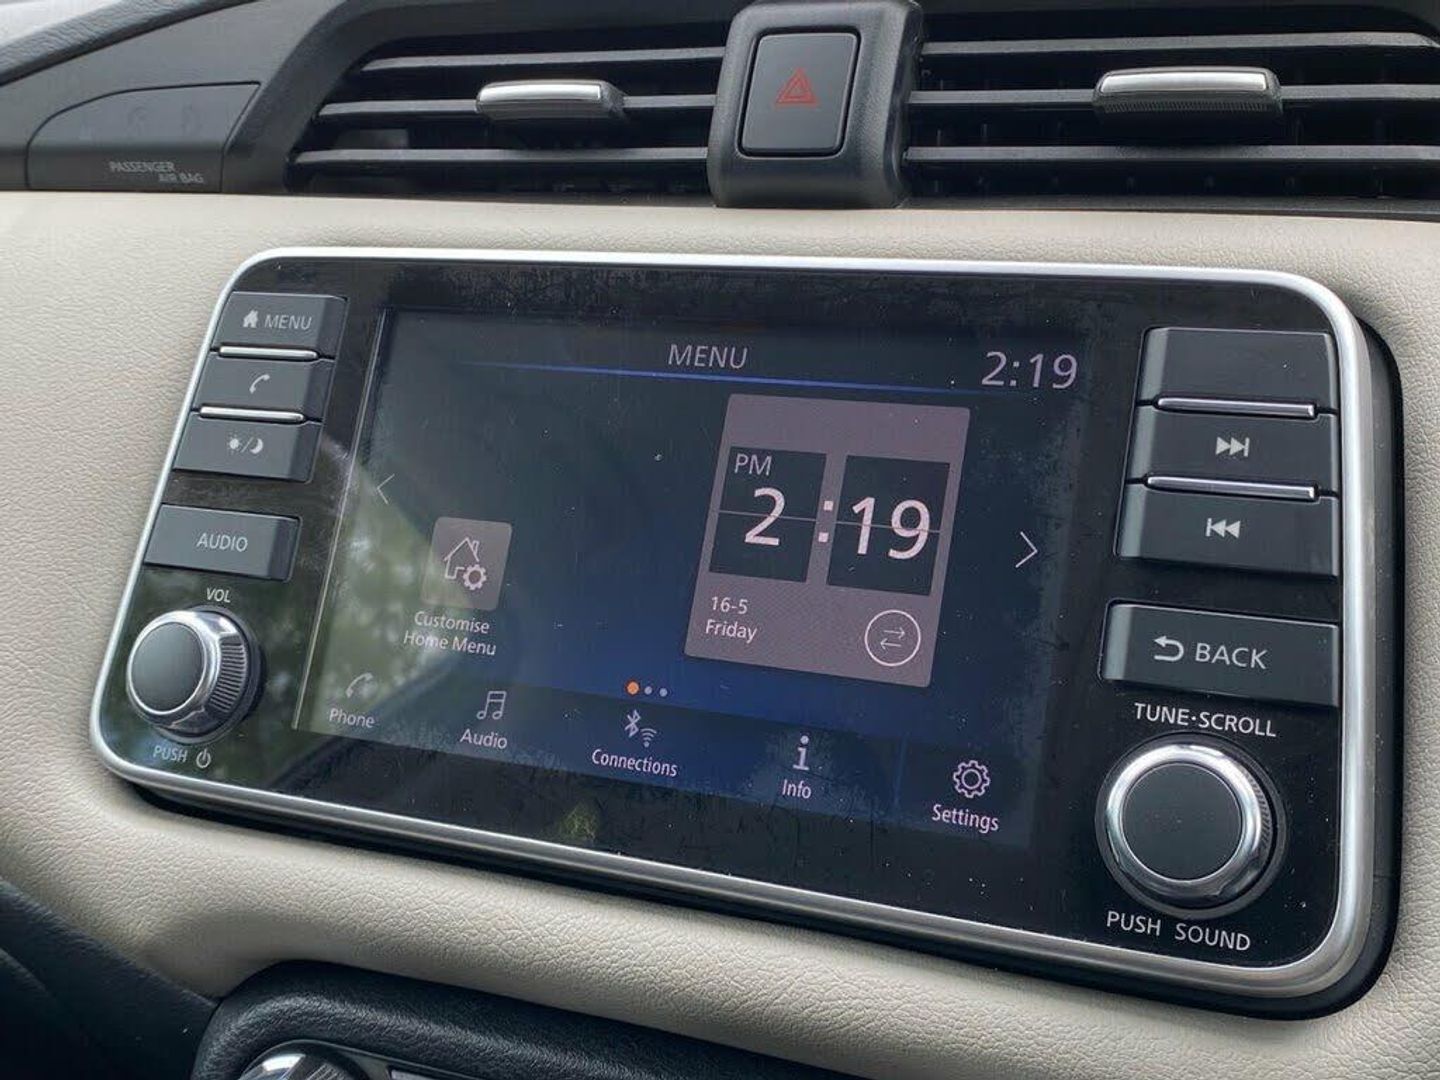 PASSENGER
AIR BAG
MENU
AUDIO
VOL
PUSH
MENU
2:19
PM
2:19
16-5
Friday
Customise
Home Menu
Phone
Audio
Connections
Info
Settings
BACK
TUNE·SCROLL
PUSH SOUND